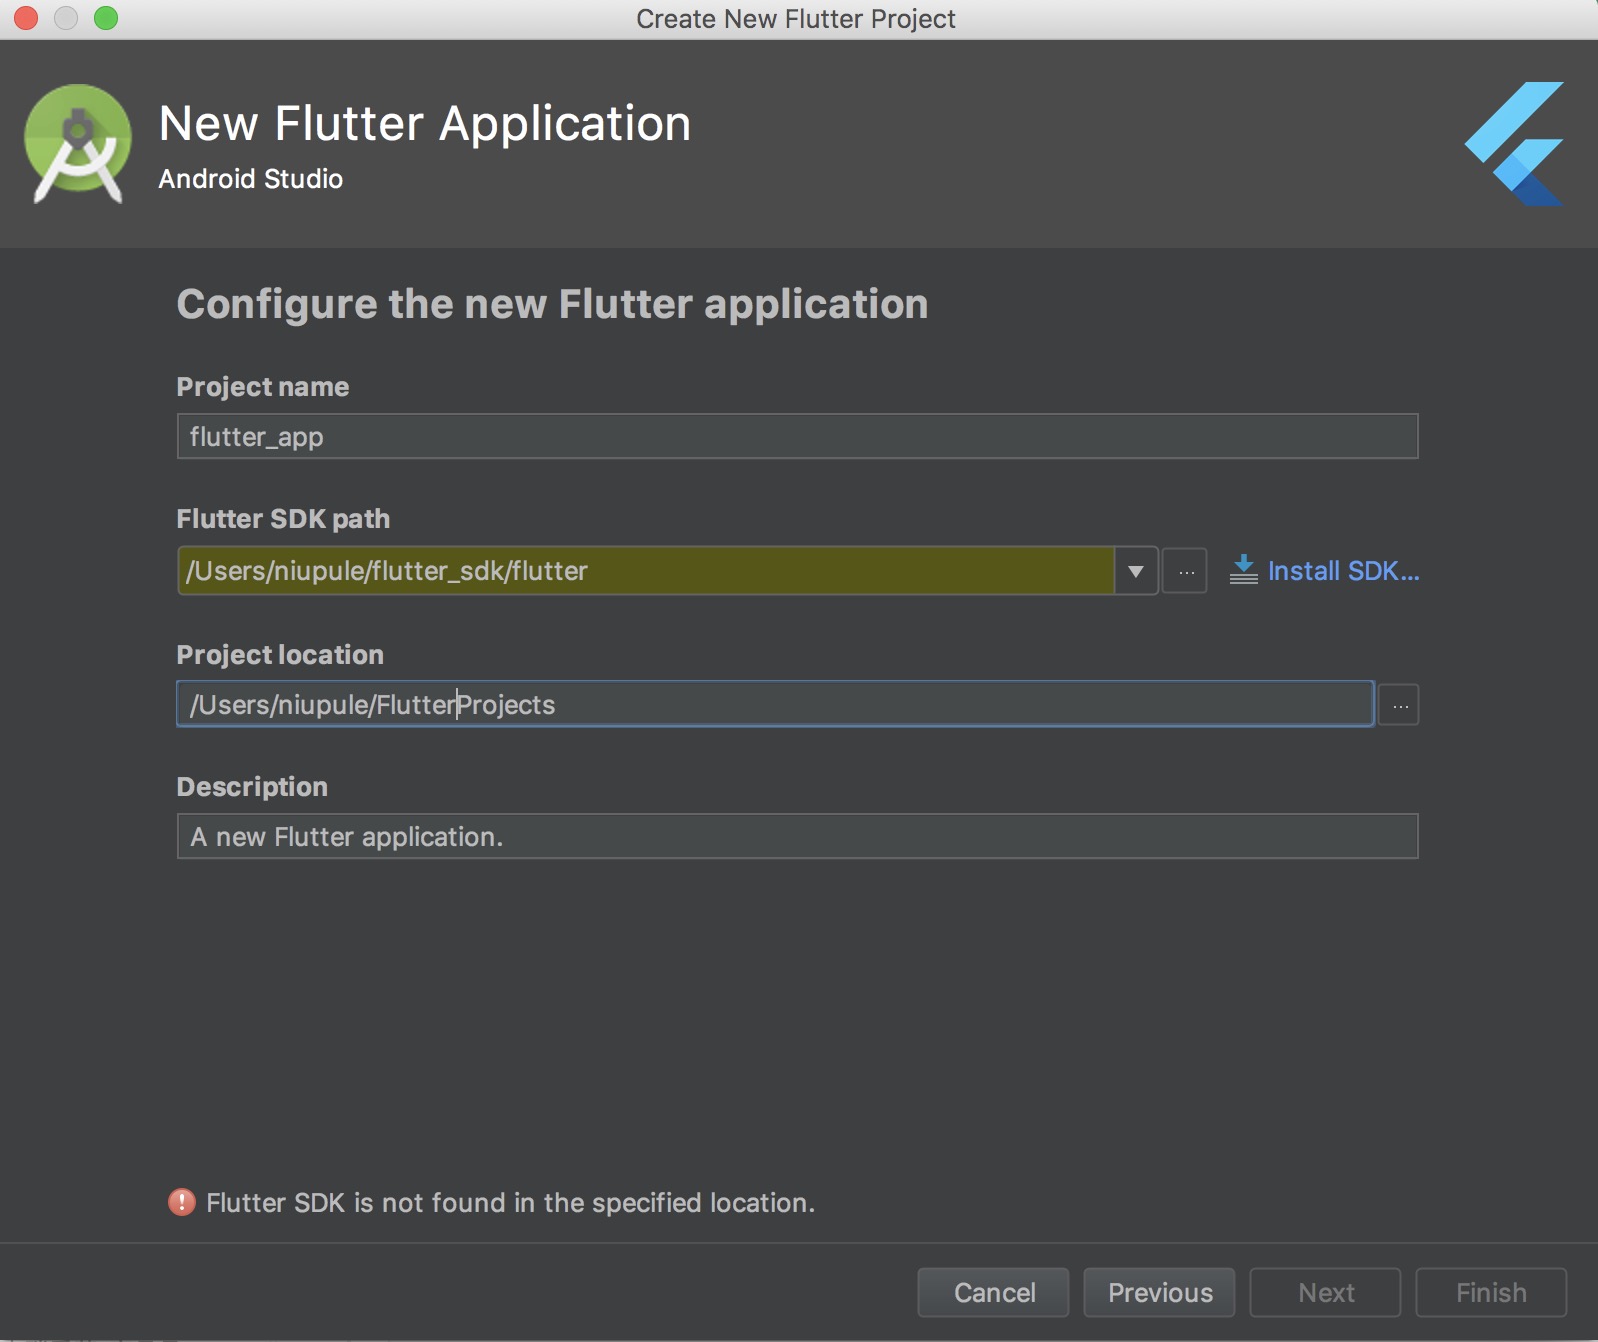 Create New Flutter Project
New Flutter Application
Android Studio
Configure the new Flutter application
Project name
flutter_app
Flutter SDK path
/Users/niupule/flutter_sdk/flutter
... Install SDK...
Project location
/Users/niupule/FlutterProjects
...
Description
A new Flutter application.
Flutter SDK is not found in the specified location.
Cancel Previous Next Finish